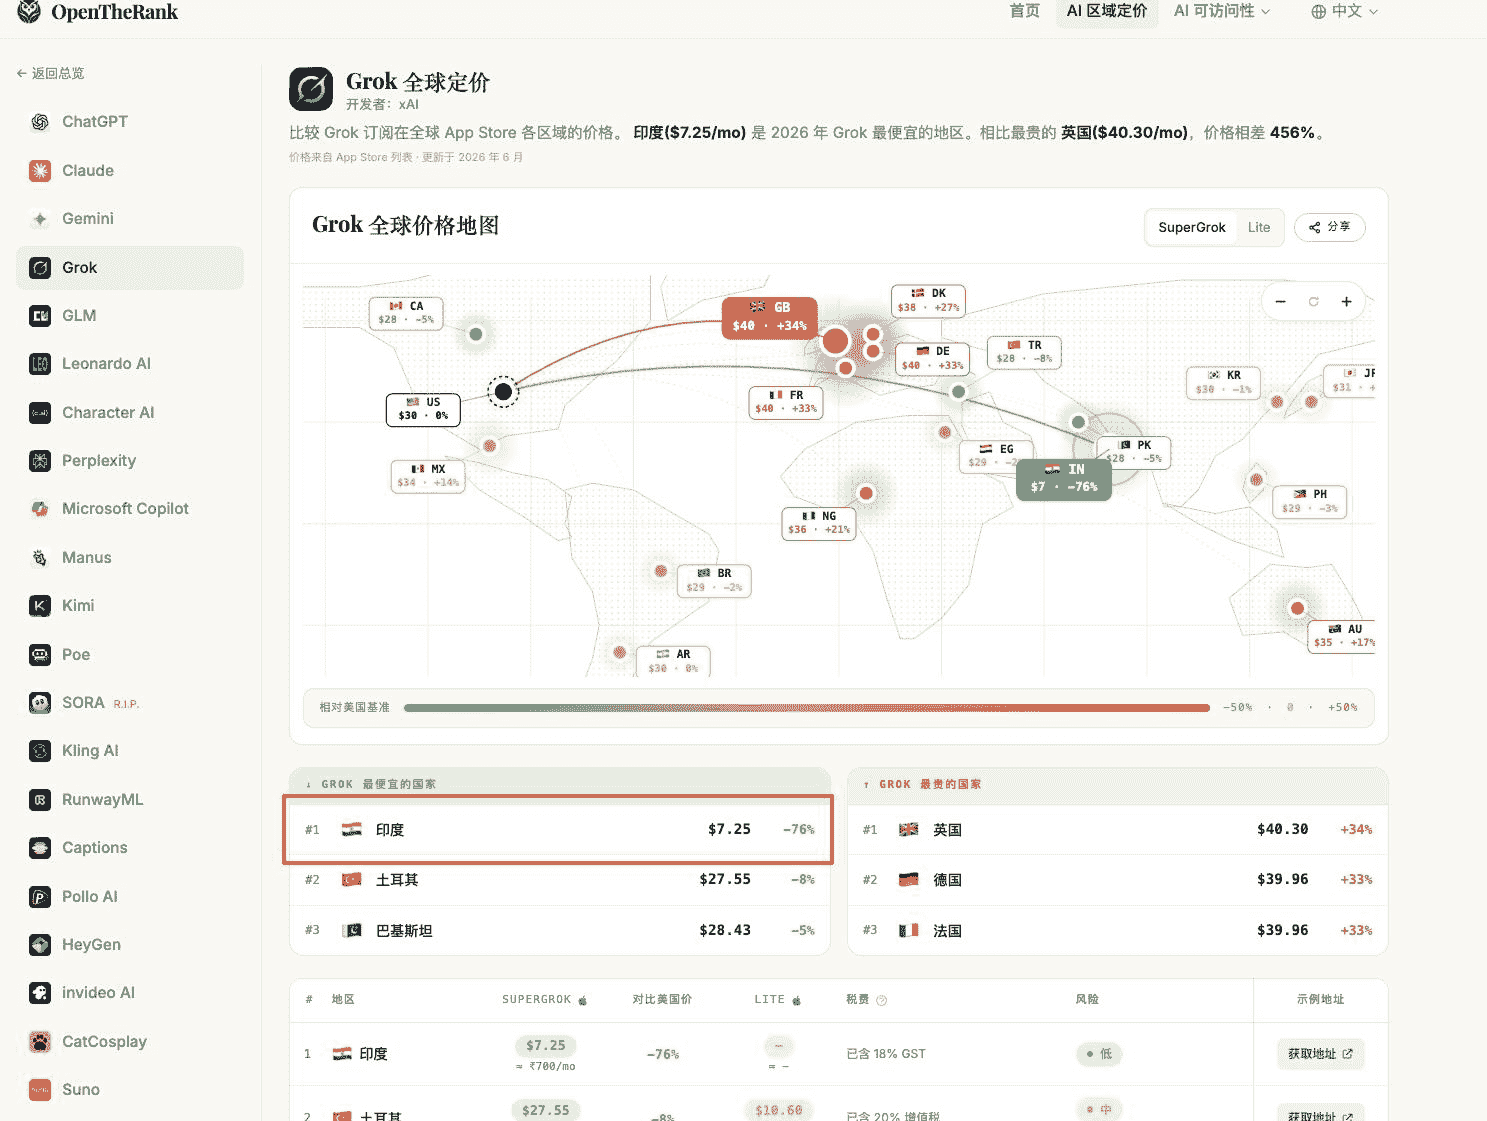 OpenTheRank
首页
AI 区域定价
AI 可访问性
中文
← 返回总览
ChatGPT
Claude
Gemini
Grok
GLM
Leonardo AI
Character AI
Perplexity
Microsoft Copilot
Manus
Kimi
Poe
SORA R.I.P.
Kling AI
RunwayML
Captions
Pollo AI
HeyGen
invideo AI
CatCosplay
Suno
Grok 全球定价
开发者：xAI
比较 Grok 订阅在全球 App Store 各区域的价格。 印度($7.25/mo) 是 2026 年 Grok 最便宜的地区。相比最贵的 英国($40.30/mo)，价格相差 456%。
价格来自 App Store 列表 · 更新于 2026 年 6 月
Grok 全球价格地图
SuperGrok
Lite
分享
CA
$28 · -5%
GB
$40 · +34%
DK
$38 · +27%
DE
$40 · +33%
TR
$28 · -8%
KR
$30 · -1%
JP
$31 · +
US
$30 · 0%
FR
$40 · +33%
MX
$34 · +14%
EG
$29 ·
PK
$28 · -5%
IN
$7 · -76%
NG
$36 · +21%
PH
$29 · -3%
BR
$29 · -2%
AR
$30 · 0%
AU
$35 · +17%
相对美国基准
-50% · 0 · +50%
↓ GROK 最便宜的国家
#1 印度 $7.25 -76%
#2 土耳其 $27.55 -8%
#3 巴基斯坦 $28.43 -5%
↑ GROK 最贵的国家
#1 英国 $40.30 +34%
#2 德国 $39.96 +33%
#3 法国 $39.96 +33%
# 地区 SUPERGROK 对比美国价 LITE 税费 风险 示例地址
1 印度 $7.25 -76% — 已含 18% GST 低 获取地址
≈ ₹700/mo ≈ —
2 土耳其 $27.55 -8% $10.60 已含 20% 增值税 中 获取地址